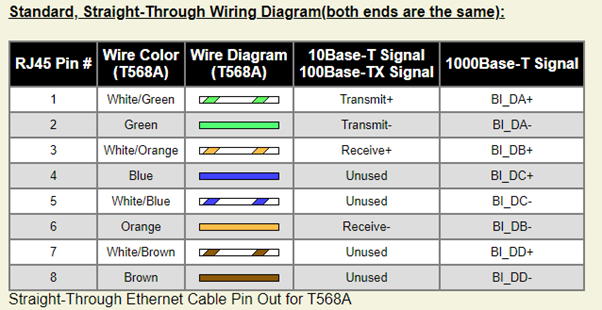 Standard, Straight-Through Wiring Diagram(both ends are the same):
RJ45 Pin # Wire Color (T568A) Wire Diagram (T568A) 10Base-T Signal 100Base-TX Signal 1000Base-T Signal
1 White/Green Transmit+ BI_DA+
2 Green Transmit- BI_DA-
3 White/Orange Receive+ BI_DB+
4 Blue Unused BI_DC+
5 White/Blue Unused BI_DC-
6 Orange Receive- BI_DB-
7 White/Brown Unused BI_DD+
8 Brown Unused BI_DD-
Straight-Through Ethernet Cable Pin Out for T568A